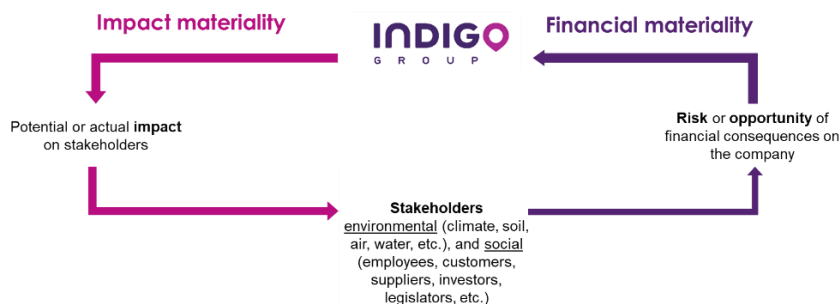 Impact materiality
INDIGO
GROUP
Financial materiality
Potential or actual impact
on stakeholders
Risk or opportunity of
financial consequences on
the company
Stakeholders
environmental (climate, soil,
air, water, etc.), and social
(employees, customers,
suppliers, investors,
legislators, etc.)